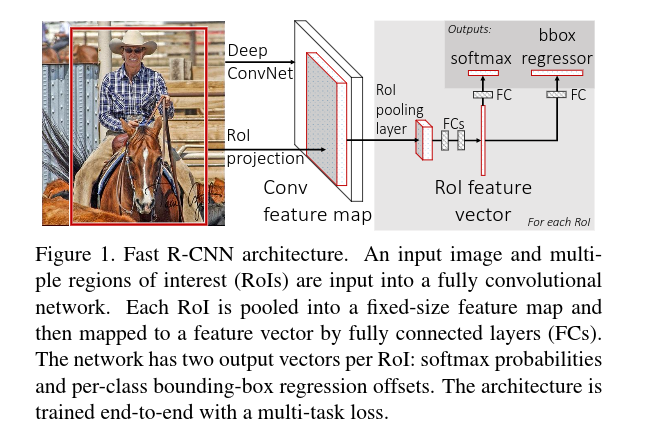 Outputs:
bbox
softmax regressor
Deep
ConvNet
RoI
projection
Conv
feature map
RoI
pooling
layer
FCs
FC
FC
RoI feature
vector
For each RoI
Figure 1. Fast R-CNN architecture. An input image and multi-
ple regions of interest (RoIs) are input into a fully convolutional
network. Each RoI is pooled into a fixed-size feature map and
then mapped to a feature vector by fully connected layers (FCs).
The network has two output vectors per RoI: softmax probabilities
and per-class bounding-box regression offsets. The architecture is
trained end-to-end with a multi-task loss.